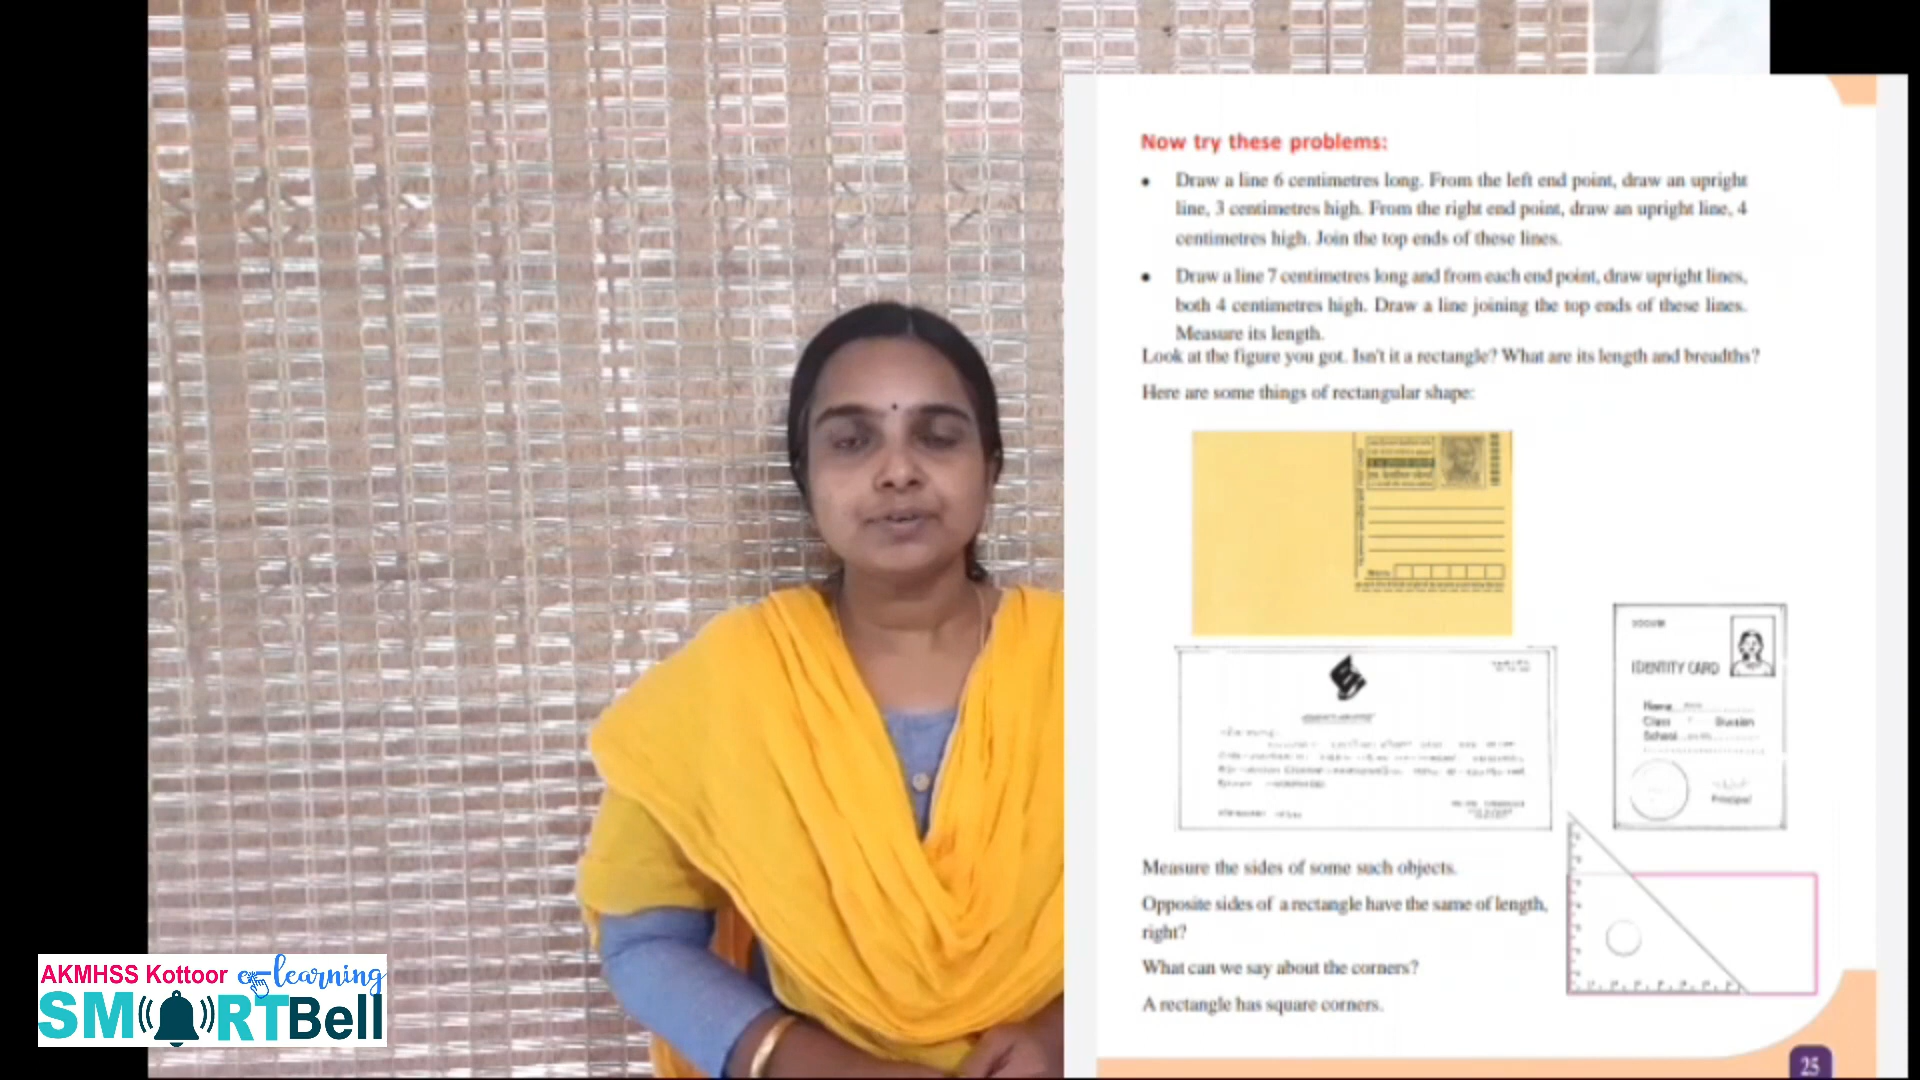 Now try these problems:
• Draw a line 6 centimetres long. From the left end point, draw an upright
line, 3 centimetres high. From the right end point, draw an upright line, 4
centimetres high. Join the top ends of these lines.
• Draw a line 7 centimetres long and from each end point, draw upright lines,
both 4 centimetres high. Draw a line joining the top ends of these lines.
Measure its length.
Look at the figure you got. Isn't it a rectangle? What are its length and breadths?
Here are some things of rectangular shape:
IDENTITY CARD
Name
Class Division
School
Principal
Measure the sides of some such objects.
Opposite sides of a rectangle have the same of length,
right?
What can we say about the corners?
A rectangle has square corners.
25
AKMHSS Kottoor e-learning
SMARTBell